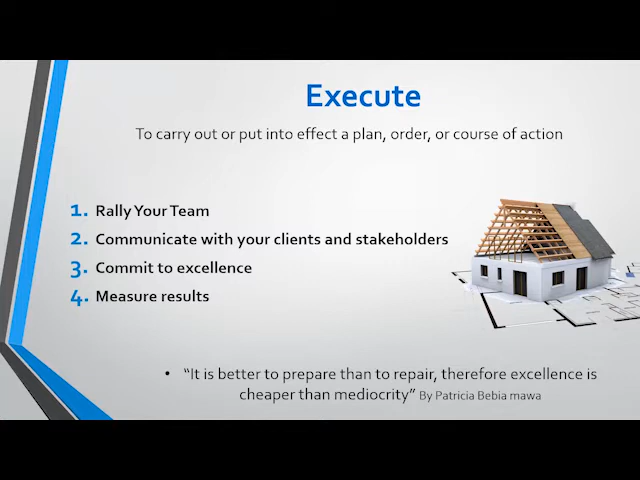 Execute
To carry out or put into effect a plan, order, or course of action
1. Rally Your Team
2. Communicate with your clients and stakeholders
3. Commit to excellence
4. Measure results
• “It is better to prepare than to repair, therefore excellence is
cheaper than mediocrity” By Patricia Bebia mawa